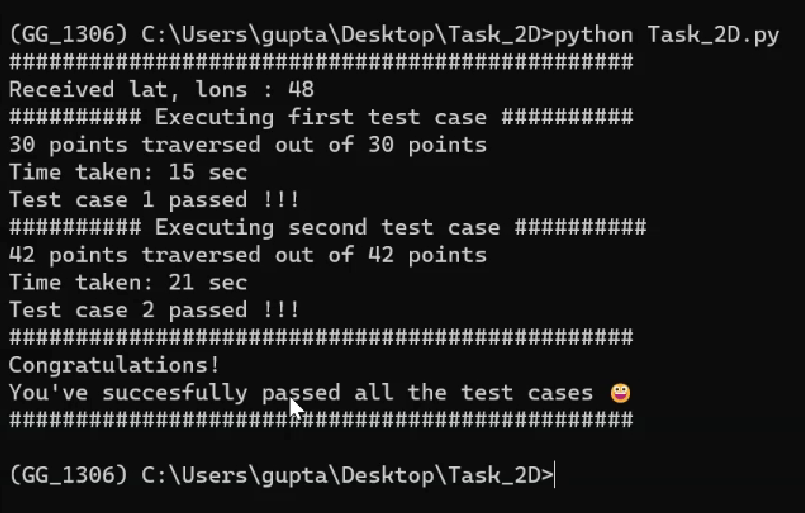 (GG_1306) C:\Users\gupta\Desktop\Task_2D>python Task_2D.py
###############################################
Received lat, lons : 48
########## Executing first test case ##########
30 points traversed out of 30 points
Time taken: 15 sec
Test case 1 passed !!!
########## Executing second test case ##########
42 points traversed out of 42 points
Time taken: 21 sec
Test case 2 passed !!!
###############################################
Congratulations!
You've succesfully passed all the test cases 😀
###############################################
(GG_1306) C:\Users\gupta\Desktop\Task_2D>